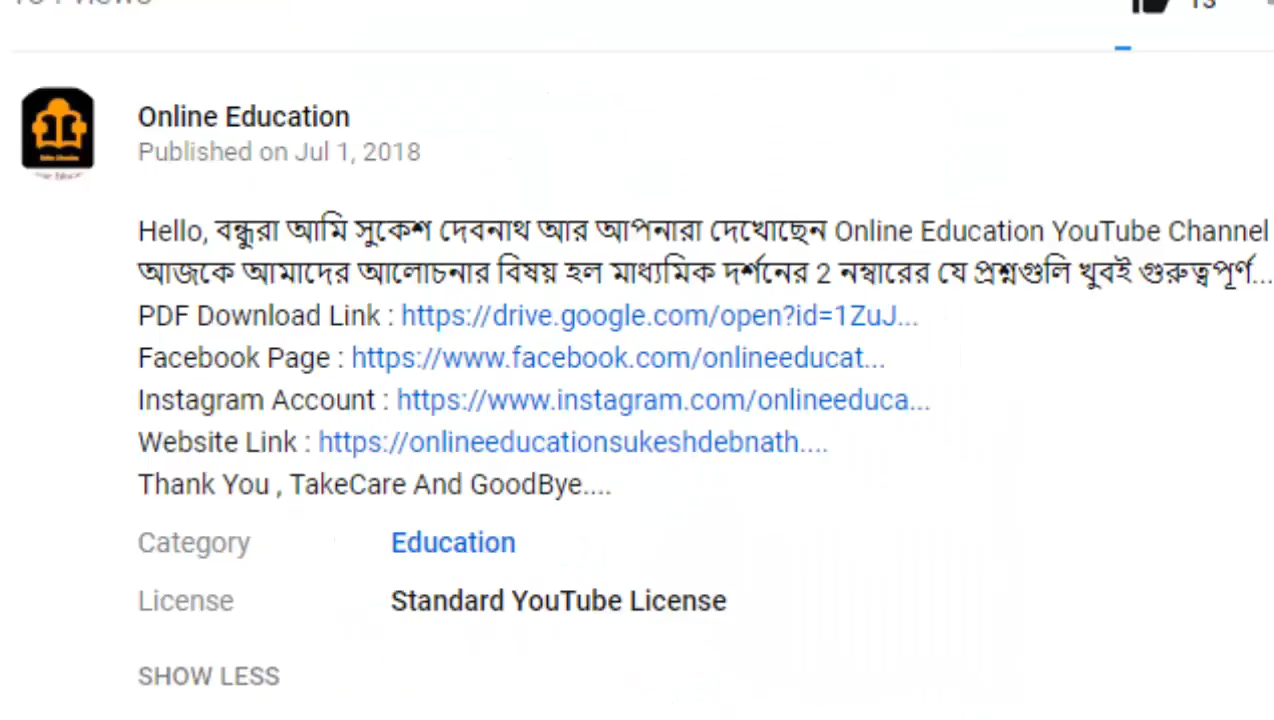 Online Education
Published on Jul 1, 2018
Hello, বন্ধুরা আমি সুকেশ দেবনাথ আর আপনারা দেখোছেন Online Education YouTube Channel
আজকে আমাদের আলোচনার বিষয় হল মাধ্যমিক দর্শনের 2 নম্বারের যে প্রশ্নগুলি খুবই গুরুত্বপূর্ণ...
PDF Download Link : https://drive.google.com/open?id=1ZuJ...
Facebook Page : https://www.facebook.com/onlineeducat...
Instagram Account : https://www.instagram.com/onlineeduca...
Website Link : https://onlineeducationsukeshdebnath....
Thank You , TakeCare And GoodBye....
Category Education
License Standard YouTube License
SHOW LESS